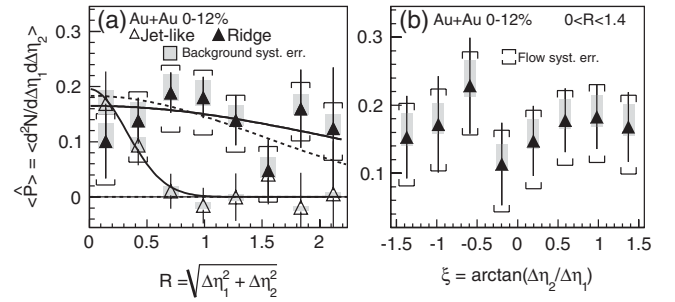 (a) Au+Au 0-12%
△Jet-like ▲Ridge
Background syst. err.
<P̂> = <d²N/dΔη₁dΔη₂>
0.3
0.2
0.1
0
0 0.5 1 1.5 2
R = √Δη₁² + Δη₂²
(b) Au+Au 0-12% 0<R<1.4
Flow syst. err.
0.3
0.2
0.1
-1.5 -1 -0.5 0 0.5 1 1.5
ξ = arctan(Δη₂/Δη₁)